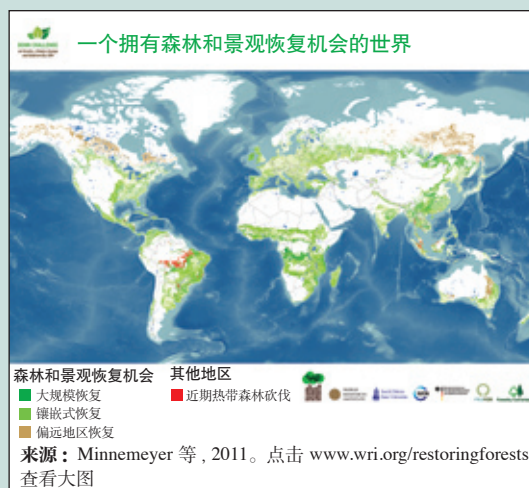 一个拥有森林和景观恢复机会的世界
森林和景观恢复机会
大规模恢复
镶嵌式恢复
偏远地区恢复
其他地区
近期热带森林砍伐
来源：Minnemeyer 等 , 2011。点击 www.wri.org/restoringforests
查看大图